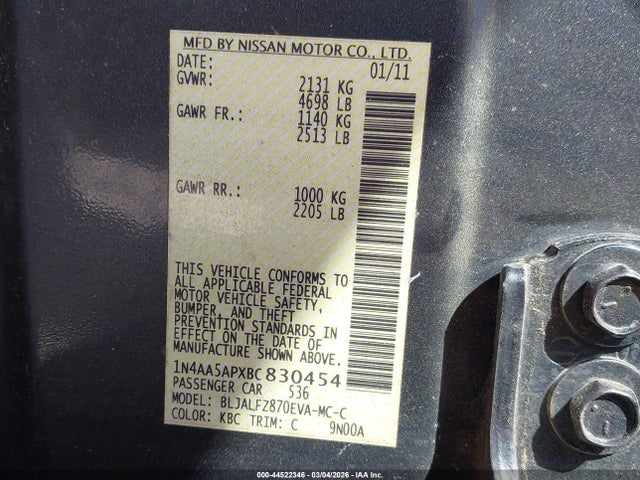 MFD BY NISSAN MOTOR CO., LTD.
DATE: 01/11
GVWR: 2131 KG
4698 LB
GAWR FR.: 1140 KG
2513 LB
GAWR RR.: 1000 KG
2205 LB
THIS VEHICLE CONFORMS TO
ALL APPLICABLE FEDERAL
MOTOR VEHICLE SAFETY,
BUMPER, AND THEFT
PREVENTION STANDARDS IN
EFFECT ON THE DATE OF
MANUFACTURE SHOWN ABOVE.
1N4AA5APXBC830454
PASSENGER CAR 536
MODEL: BLJALFZ870EVA-MC-C
COLOR: KBC TRIM: C 9N00A
000-44522346 | 03/04/2026 - IAA Inc.